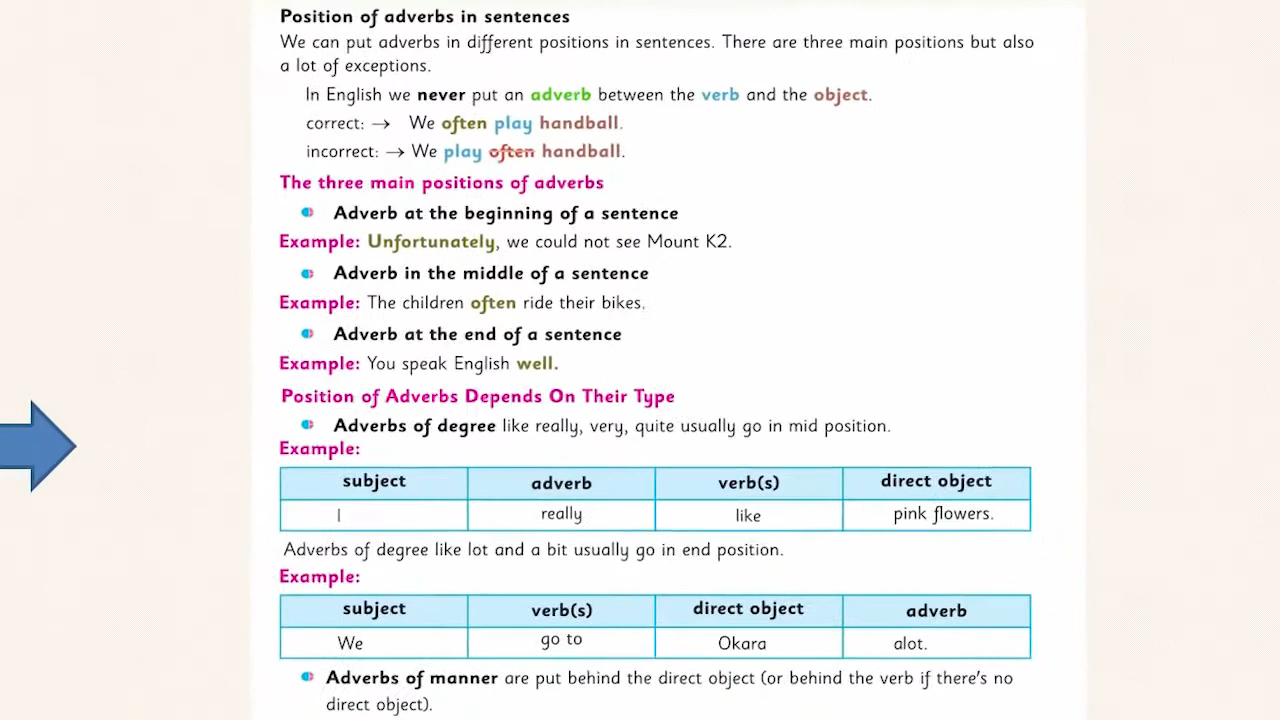 Position of adverbs in sentences
We can put adverbs in different positions in sentences. There are three main positions but also
a lot of exceptions.
In English we never put an adverb between the verb and the object.
correct: → We often play handball.
incorrect: → We play often handball.
The three main positions of adverbs
Adverb at the beginning of a sentence
Example: Unfortunately, we could not see Mount K2.
Adverb in the middle of a sentence
Example: The children often ride their bikes.
Adverb at the end of a sentence
Example: You speak English well.
Position of Adverbs Depends On Their Type
Adverbs of degree like really, very, quite usually go in mid position.
Example:
subject adverb verb(s) direct object
I really like pink flowers.
Adverbs of degree like lot and a bit usually go in end position.
Example:
subject verb(s) direct object adverb
We go to Okara alot.
Adverbs of manner are put behind the direct object (or behind the verb if there's no
direct object).